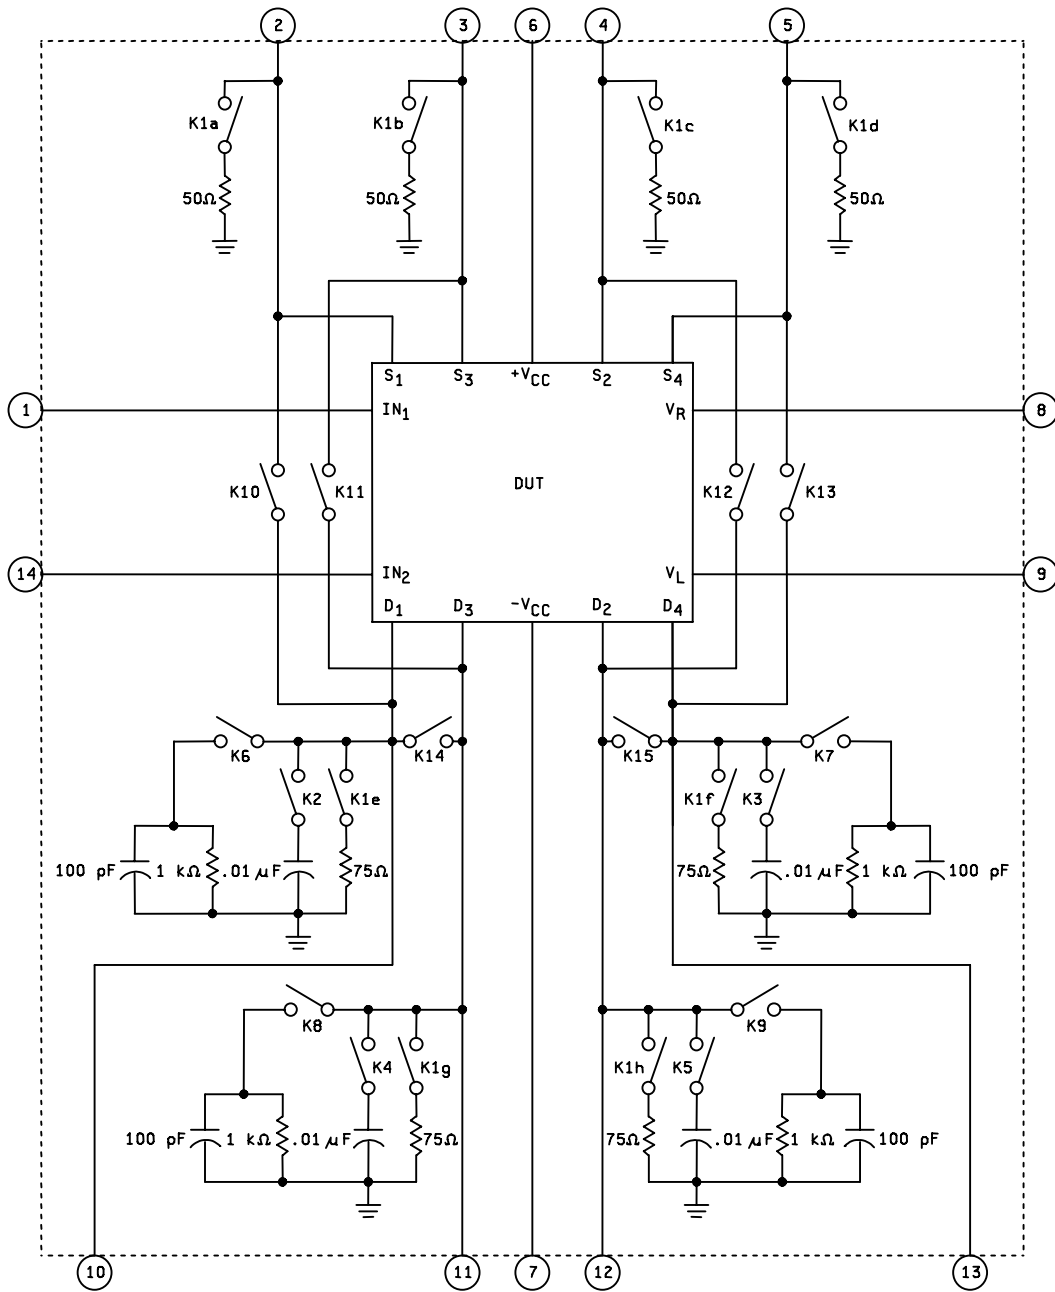 2 3 6 4 5
K1a K1b K1c K1d
50Ω 50Ω 50Ω 50Ω
S1 S3 +VCC S2 S4
1 IN1 VR 8
K10 K11 DUT K12 K13
14 IN2 VL 9
D1 D3 -VCC D2 D4
K6 K14 K15 K7
K2 K1e K1f K3
100 pF 1 kΩ .01 μF 75Ω 75Ω .01 μF 1 kΩ 100 pF
K8 K9
K4 K1g K1h K5
100 pF 1 kΩ .01 μF 75Ω 75Ω .01 μF 1 kΩ 100 pF
10 11 7 12 13